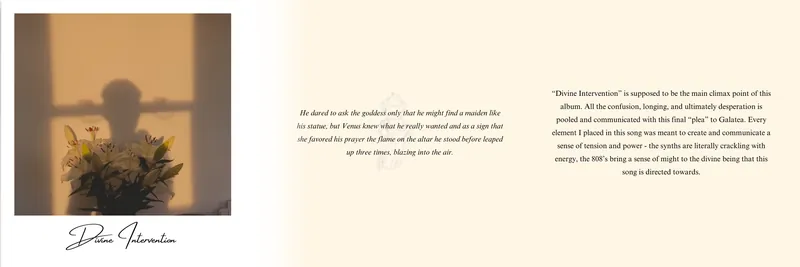 Divine Intervention
He dared to ask the goddess only that he might find a maiden like
his statue, but Venus knew what he really wanted and as a sign that
she favored his prayer the flame on the altar he stood before leaped
up three times, blazing into the air.
“Divine Intervention” is supposed to be the main climax point of this
album. All the confusion, longing, and ultimately desperation is
pooled and communicated with this final “plea” to Galatea. Every
element I placed in this song was meant to create and communicate a
sense of tension and power - the synths are literally crackling with
energy, the 808’s bring a sense of might to the divine being that this
song is directed towards.